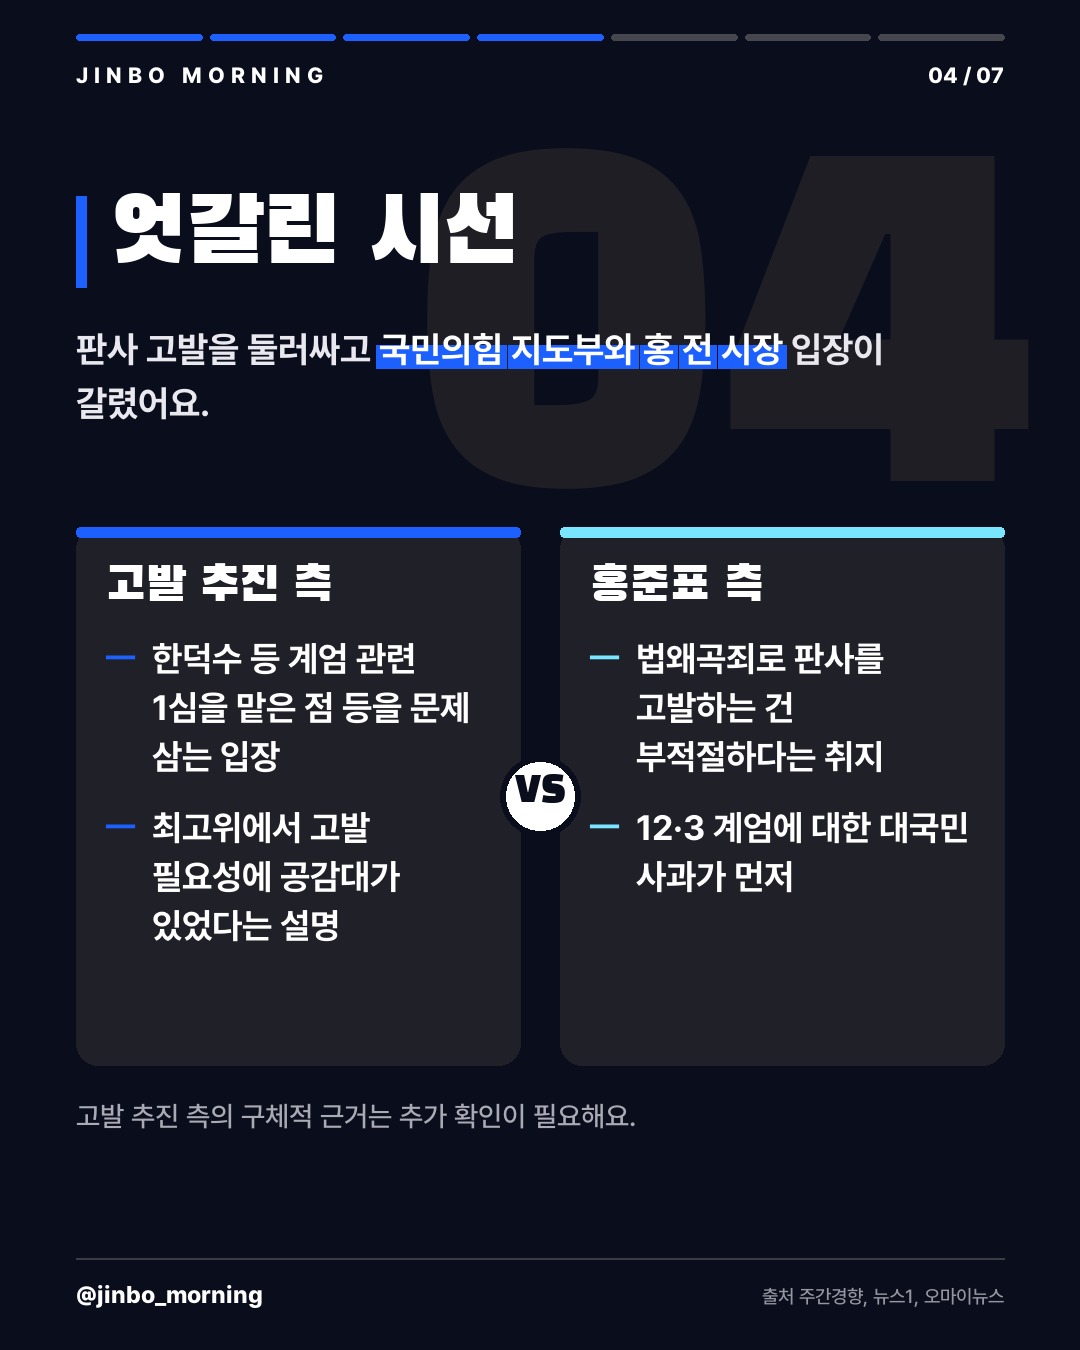 JINBO MORNING
04 / 07
04
엇갈린 시선
판사 고발을 둘러싸고 국민의힘 지도부와 홍 전 시장 입장이
갈렸어요.
고발 추진 측
한덕수 등 계엄 관련
1심을 맡은 점 등을 문제
삼는 입장
최고위에서 고발
필요성에 공감대가
있었다는 설명
VS
홍준표 측
법왜곡죄로 판사를
고발하는 건
부적절하다는 취지
12·3 계엄에 대한 대국민
사과가 먼저
고발 추진 측의 구체적 근거는 추가 확인이 필요해요.
@jinbo_morning
출처 주간경향, 뉴스1, 오마이뉴스